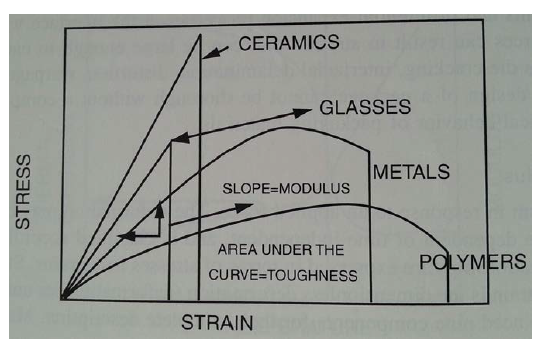 CERAMICS
GLASSES
METALS
SLOPE=MODULUS
AREA UNDER THE
CURVE=TOUGHNESS
POLYMERS
STRESS
STRAIN